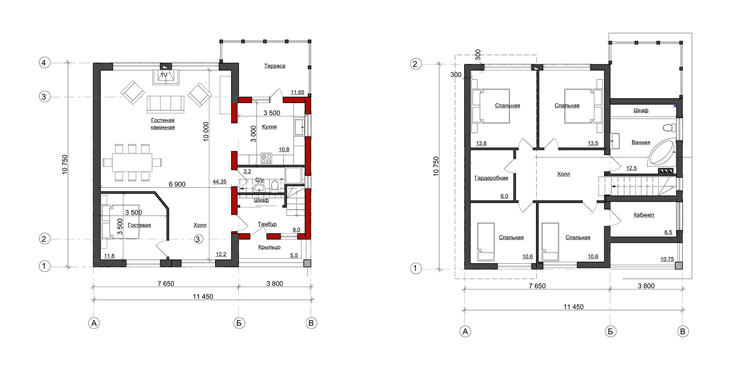 4
Терраса
TV
3
11.65
3 500
Гостиная
каминная
10 000
Кухня
3 000
10.8
10 750
3.2
6 900
44.35
С/у
Шкаф
3 500
3 500
Гостевая
Холл
Тамбур
9.0
2
3
Крыльцо
11.8
12.2
5.5
1
7 650
3 800
11 450
А
Б
В
300
2
300
Спальная
Спальная
Шкаф
13.8
13.5
Ванная
10 750
Холл
12.5
Гардеробная
6.0
Кабинет
Спальная
Спальная
6.5
10.6
10.6
10.75
1
7 650
3 800
11 450
А
Б
В